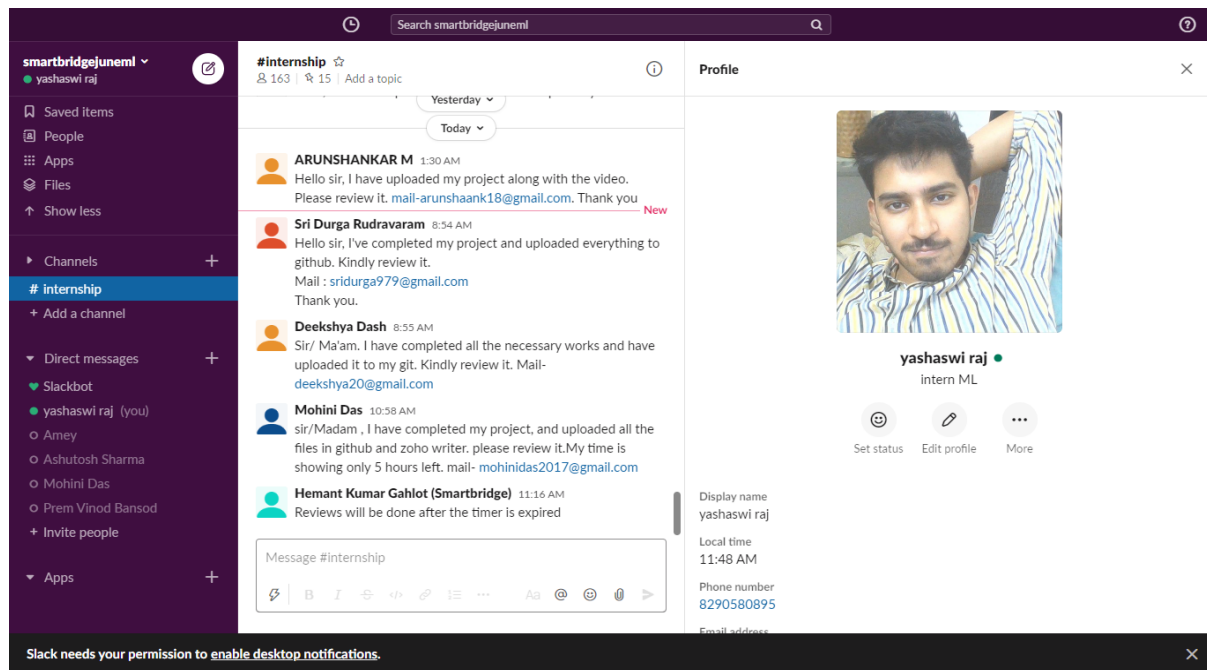 Search smartbridgejuneml
smartbridgejuneml
yashaswi raj
Saved items
People
Apps
Files
Show less
Channels
# internship
+ Add a channel
Direct messages
Slackbot
yashaswi raj (you)
Amey
Ashutosh Sharma
Mohini Das
Prem Vinod Bansod
+ Invite people
Apps
#internship
163 | 15 | Add a topic
Yesterday
Today
ARUNSHANKAR M 1:30 AM
Hello sir, I have uploaded my project along with the video.
Please review it. mail-arunshaank18@gmail.com. Thank you
New
Sri Durga Rudravaram 8:54 AM
Hello sir, I've completed my project and uploaded everything to
github. Kindly review it.
Mail : sridurga979@gmail.com
Thank you.
Deekshya Dash 8:55 AM
Sir/ Ma'am. I have completed all the necessary works and have
uploaded it to my git. Kindly review it. Mail-
deekshya20@gmail.com
Mohini Das 10:58 AM
sir/Madam , I have completed my project, and uploaded all the
files in github and zoho writer. please review it.My time is
showing only 5 hours left. mail- mohinidas2017@gmail.com
Hemant Kumar Gahlot (Smartbridge) 11:16 AM
Reviews will be done after the timer is expired
Message #internship
B I S </> Aa @
Profile
yashaswi raj
intern ML
Set status Edit profile More
Display name
yashaswi raj
Local time
11:48 AM
Phone number
8290580895
Email address
Slack needs your permission to enable desktop notifications.